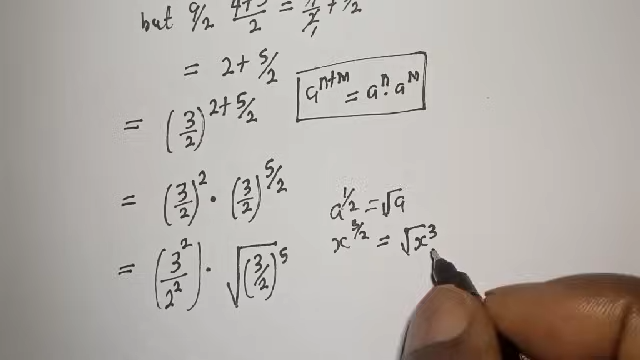 but 9/2 4+5/2 = 4/2 + 5/2
= 2 + 5/2
a^{n+m} = a^n · a^m
= (3/2)^{2+5/2}
= (3/2)^2 · (3/2)^{5/2}
a^{1/2} = √a
x^{3/2} = √x^3
= (3^2/2^2) · √(3/2)^5